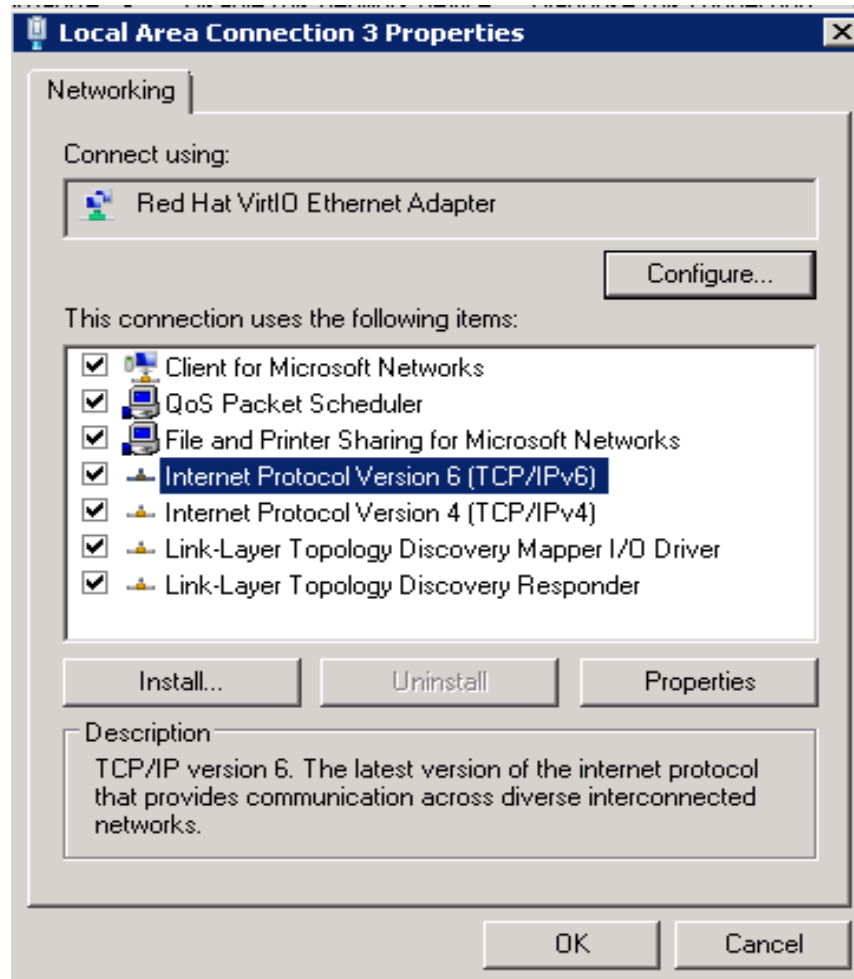 Local Area Connection 3 Properties
Networking
Connect using:
Red Hat VirtIO Ethernet Adapter
Configure...
This connection uses the following items:
Client for Microsoft Networks
QoS Packet Scheduler
File and Printer Sharing for Microsoft Networks
Internet Protocol Version 6 (TCP/IPv6)
Internet Protocol Version 4 (TCP/IPv4)
Link-Layer Topology Discovery Mapper I/O Driver
Link-Layer Topology Discovery Responder
Install...
Uninstall
Properties
Description
TCP/IP version 6. The latest version of the internet protocol
that provides communication across diverse interconnected
networks.
OK
Cancel